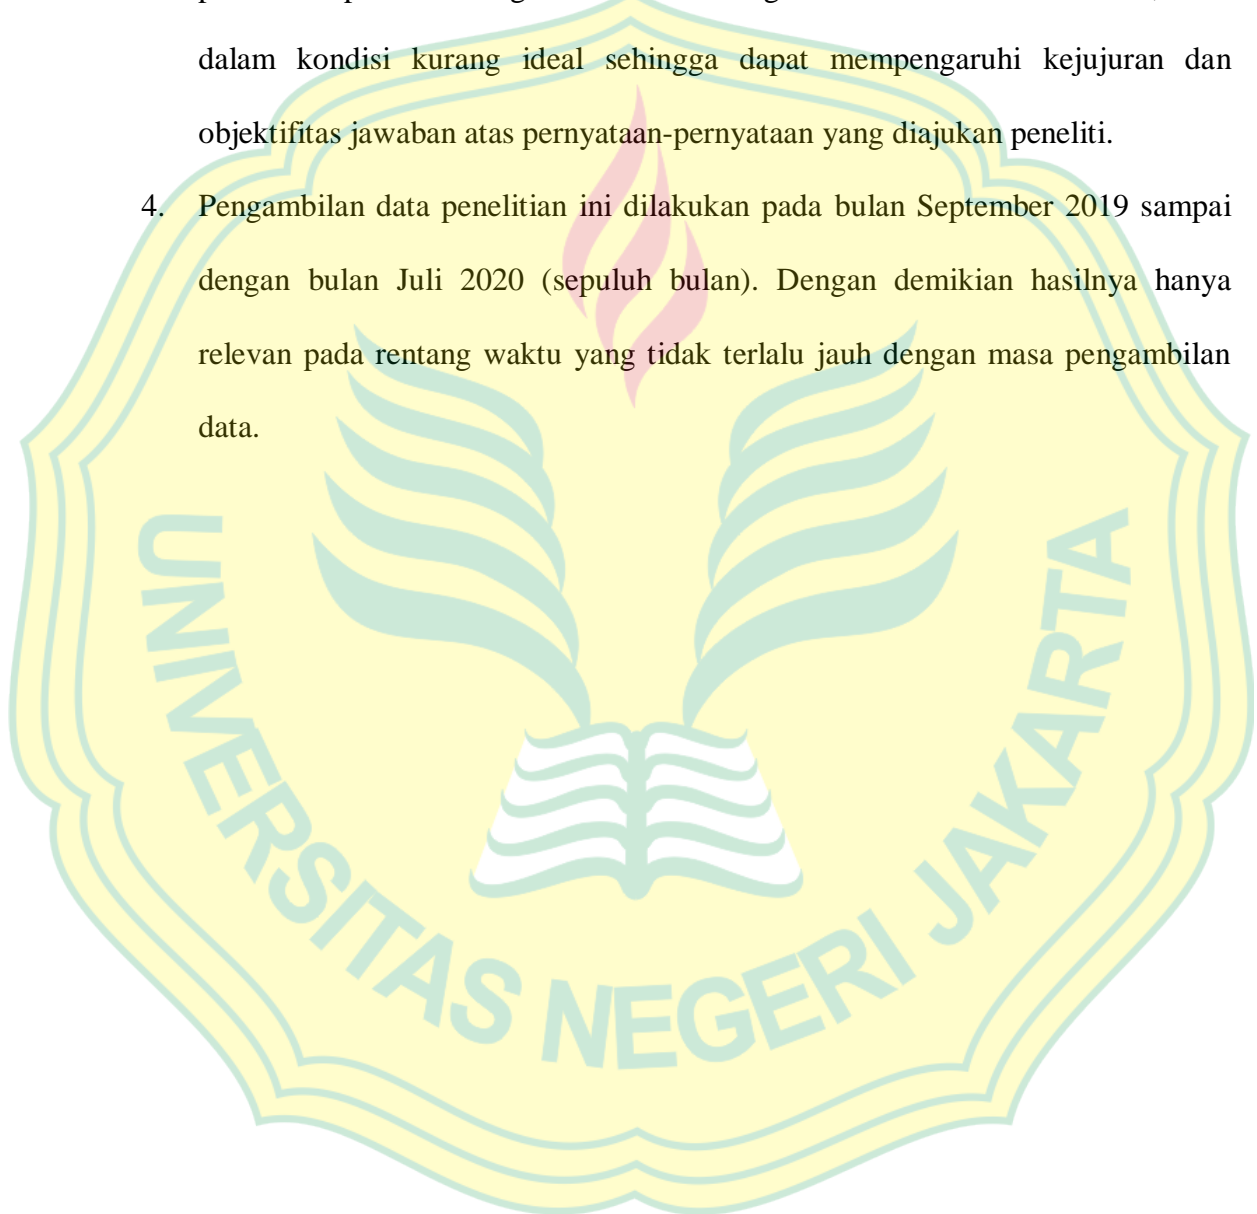 dalam kondisi kurang ideal sehingga dapat mempengaruhi kejujuran dan
objektifitas jawaban atas pernyataan-pernyataan yang diajukan peneliti.
4. Pengambilan data penelitian ini dilakukan pada bulan September 2019 sampai
dengan bulan Juli 2020 (sepuluh bulan). Dengan demikian hasilnya hanya
relevan pada rentang waktu yang tidak terlalu jauh dengan masa pengambilan
data.
UNIVERSITAS NEGERI JAKARTA